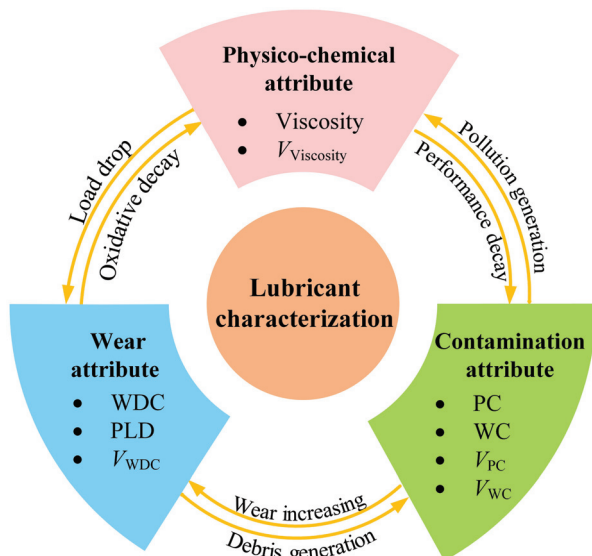 Physico-chemical
attribute
• Viscosity
• VViscosity
Load drop
Oxidative decay
Pollution generation
Performance decay
Lubricant
characterization
Wear
attribute
• WDC
• PLD
• VWDC
Contamination
attribute
• PC
• WC
• VPC
• VWC
Wear increasing
Debris generation